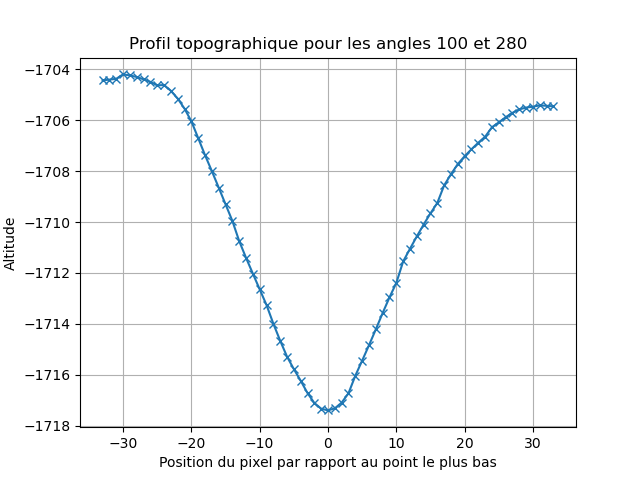 Profil topographique pour les angles 100 et 280
Altitude
−1704
−1706
−1708
−1710
−1712
−1714
−1716
−1718
−30 −20 −10 0 10 20 30
Position du pixel par rapport au point le plus bas